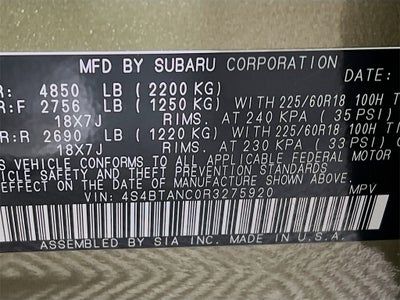 MFD BY SUBARU CORPORATION DATE:
R: 4850 LB (2200 KG)
R:F 2756 LB (1250 KG) WITH 225/60R18 100H TI
18X7J RIMS. AT 240 KPA (35 PSI)
R:R 2690 LB (1220 KG) WITH 225/60R18 100H T
18X7J RIMS. AT 230 KPA (33 PSI)
S VEHICLE CONFORMS TO ALL APPLICABLE FEDERAL MOTOR
ICLE SAFETY AND THEFT PREVENTION STANDARDS
EFFECT ON THE DATE OF MANUFACTURE SHOWN ABOVE.
VIN: 4S4BTANC0R3275920 MPV
ASSEMBLED BY SIA INC. MADE IN U.S.A.